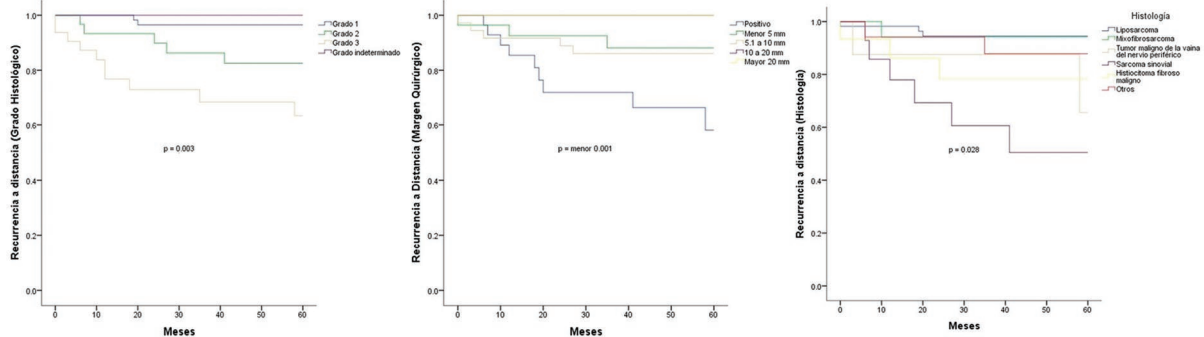 Recurrencia a distancia (Grado Histológico)
1.0
0.8
0.6
0.4
0.2
0.0
Grado 1
Grado 2
Grado 3
Grado indeterminado
p = 0.003
0 10 20 30 40 50 60
Meses
Recurrencia a Distancia (Margen Quirúrgico)
1.0
0.8
0.6
0.4
0.2
0.0
Positivo
Menor 5 mm
5.1 a 10 mm
10 a 20 mm
Mayor 20 mm
p = menor 0.001
0 10 20 30 40 50 60
Meses
Recurrencia a distancia (Histología)
1.0
0.8
0.6
0.4
0.2
0.0
Histología
Liposarcoma
Mixofibrosarcoma
Tumor maligno de la vaina
del nervio periférico
Sarcoma sinovial
Histiocitoma fibroso
maligno
Otros
p = 0.028
0 10 20 30 40 50 60
Meses